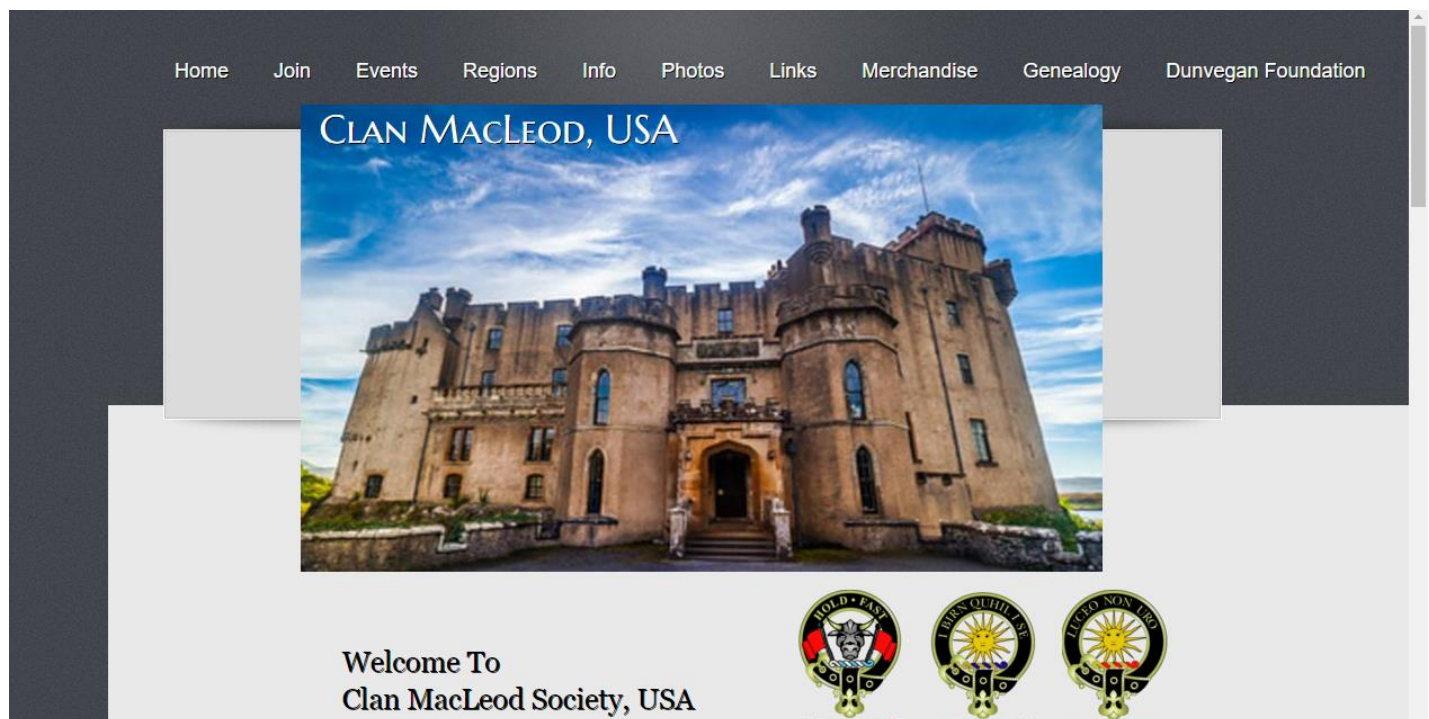 Home Join Events Regions Info Photos Links Merchandise Genealogy Dunvegan Foundation
CLAN MACLEOD, USA
HOLD • FAST
I BIRN QUHIL I SE
LUCEO NON URO
Welcome To
Clan MacLeod Society, USA